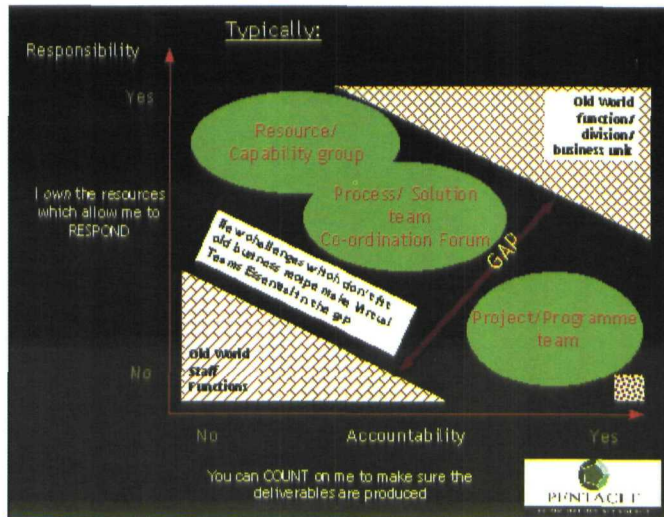 Typically:
Responsibility
Yes
Old World
function/
division/
business unit
Resource/
Capability group
I own the resources
which allow me to
RESPOND
Process/ Solution
team
Co-ordination Forum
New challenges which don't fit
old business recipe make Virtual
Teams Essential in the gap
GAP
Project/Programme
team
Old World
Staff
Functions
No
No
Accountability
Yes
You can COUNT on me to make sure the
deliverables are produced
PENTACLE